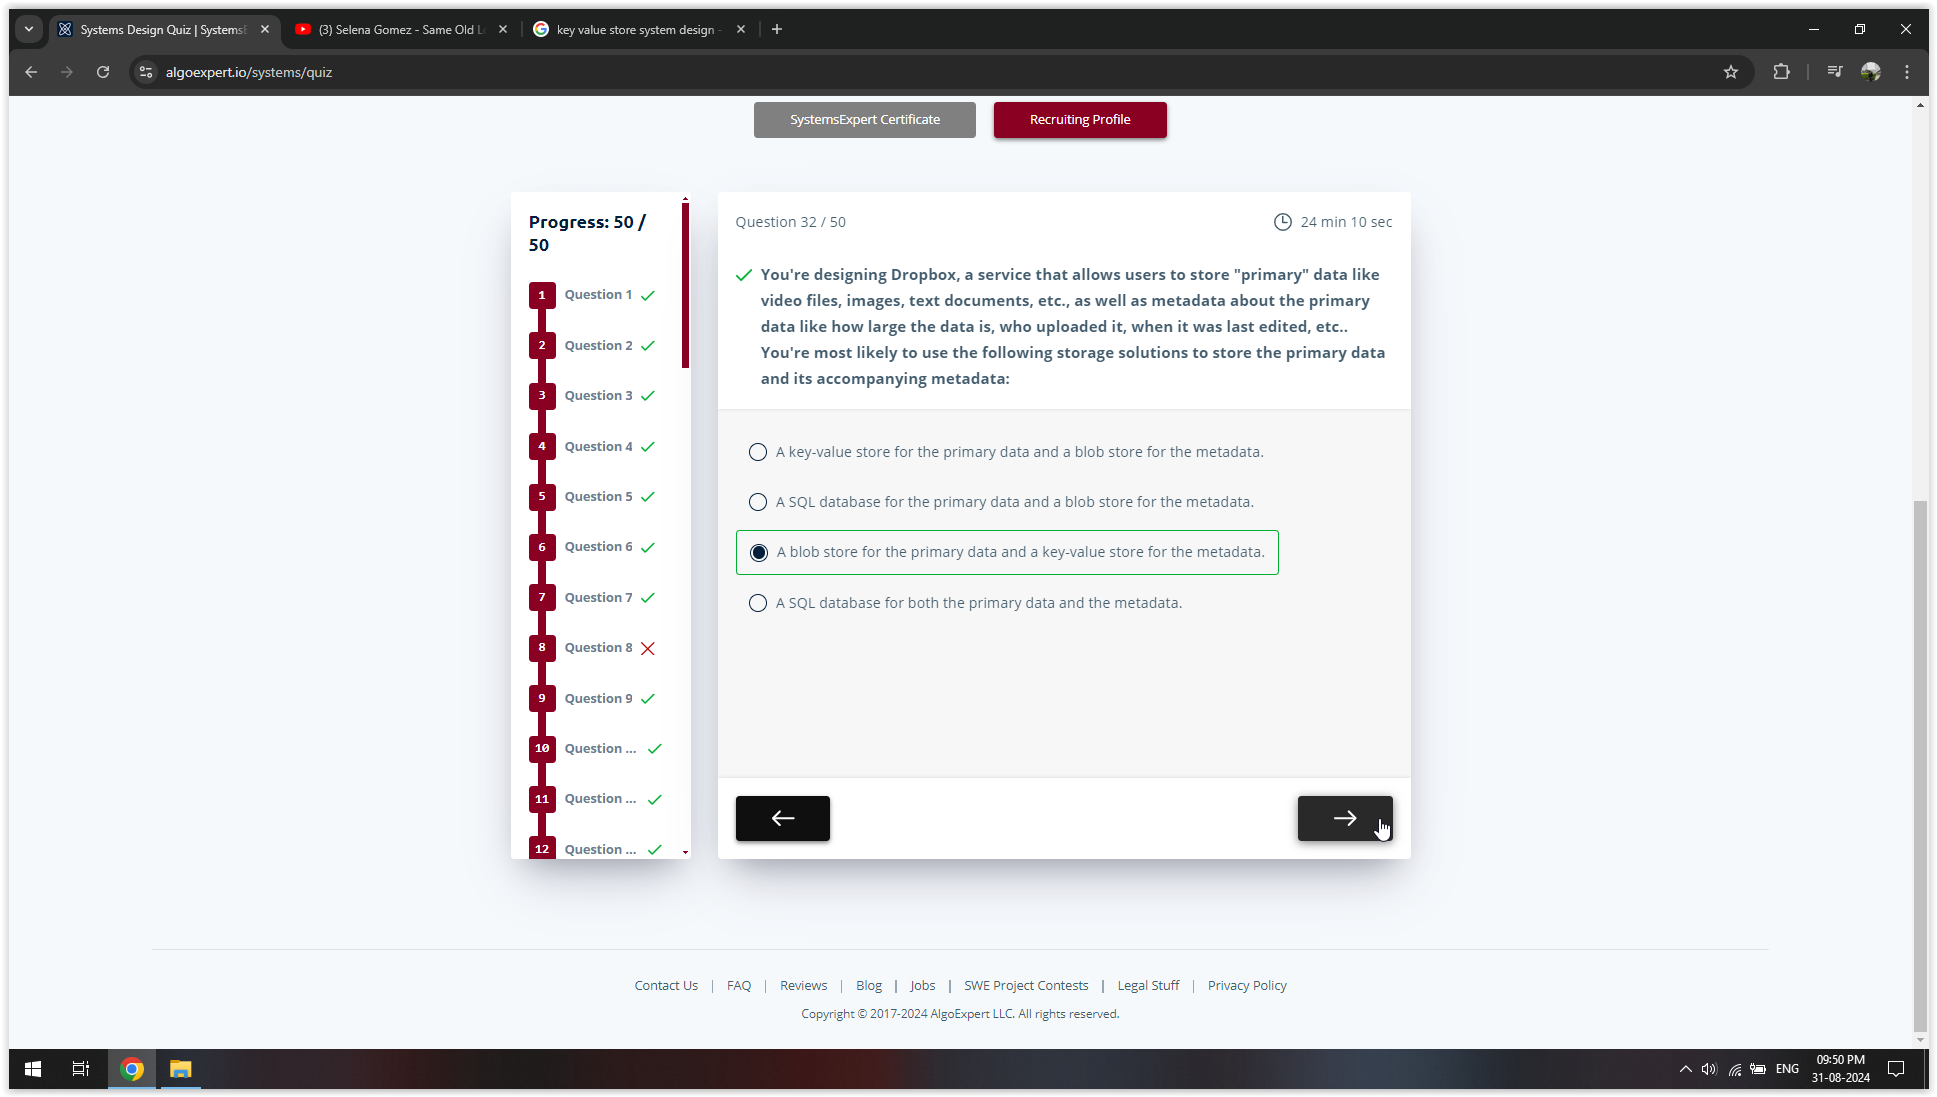 Systems Design Quiz | Systems
(3) Selena Gomez - Same Old L
key value store system design -
algoexpert.io/systems/quiz
SystemsExpert Certificate
Recruiting Profile
Progress: 50 /
50
1 Question 1
2 Question 2
3 Question 3
4 Question 4
5 Question 5
6 Question 6
7 Question 7
8 Question 8
9 Question 9
10 Question ...
11 Question ...
12 Question ...
Question 32 / 50
24 min 10 sec
You're designing Dropbox, a service that allows users to store "primary" data like
video files, images, text documents, etc., as well as metadata about the primary
data like how large the data is, who uploaded it, when it was last edited, etc..
You're most likely to use the following storage solutions to store the primary data
and its accompanying metadata:
A key-value store for the primary data and a blob store for the metadata.
A SQL database for the primary data and a blob store for the metadata.
A blob store for the primary data and a key-value store for the metadata.
A SQL database for both the primary data and the metadata.
Contact Us | FAQ | Reviews | Blog | Jobs | SWE Project Contests | Legal Stuff | Privacy Policy
Copyright © 2017-2024 AlgoExpert LLC. All rights reserved.
ENG
09:50 PM
31-08-2024